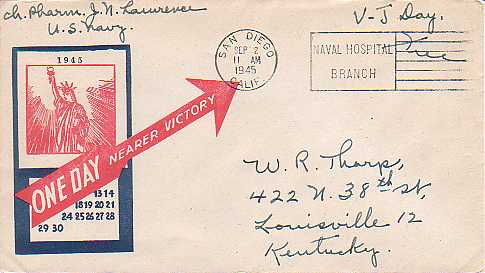 Ch. Pharm. J. N. Lawrence
U.S. Navy.
V-J Day.
Free
SAN DIEGO
SEP 2
11 AM
1945
CALIF.
NAVAL HOSPITAL
BRANCH
1945
ONE DAY NEARER VICTORY
13 14
18 19 20 21
24 25 26 27 28
29 30
W. R. Tharp,
422 N. 38th St,
Louisville 12
Kentucky.